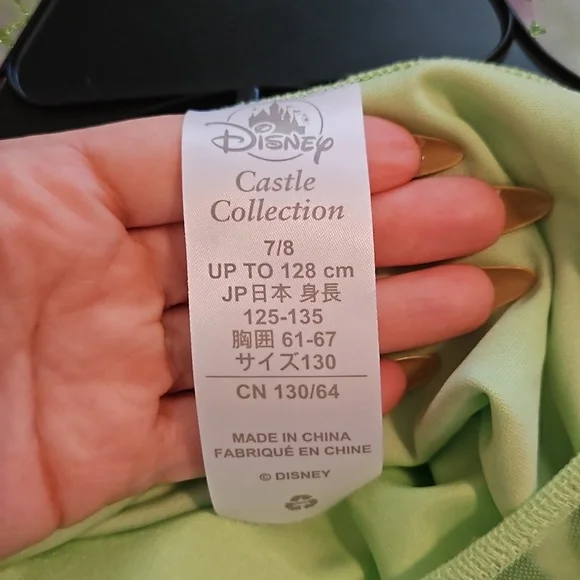 Disney
Castle
Collection
7/8
UP TO 128 cm
JP日本 身長
125-135
胸囲 61-67
サイズ130
CN 130/64
MADE IN CHINA
FABRIQUÉ EN CHINE
© DISNEY